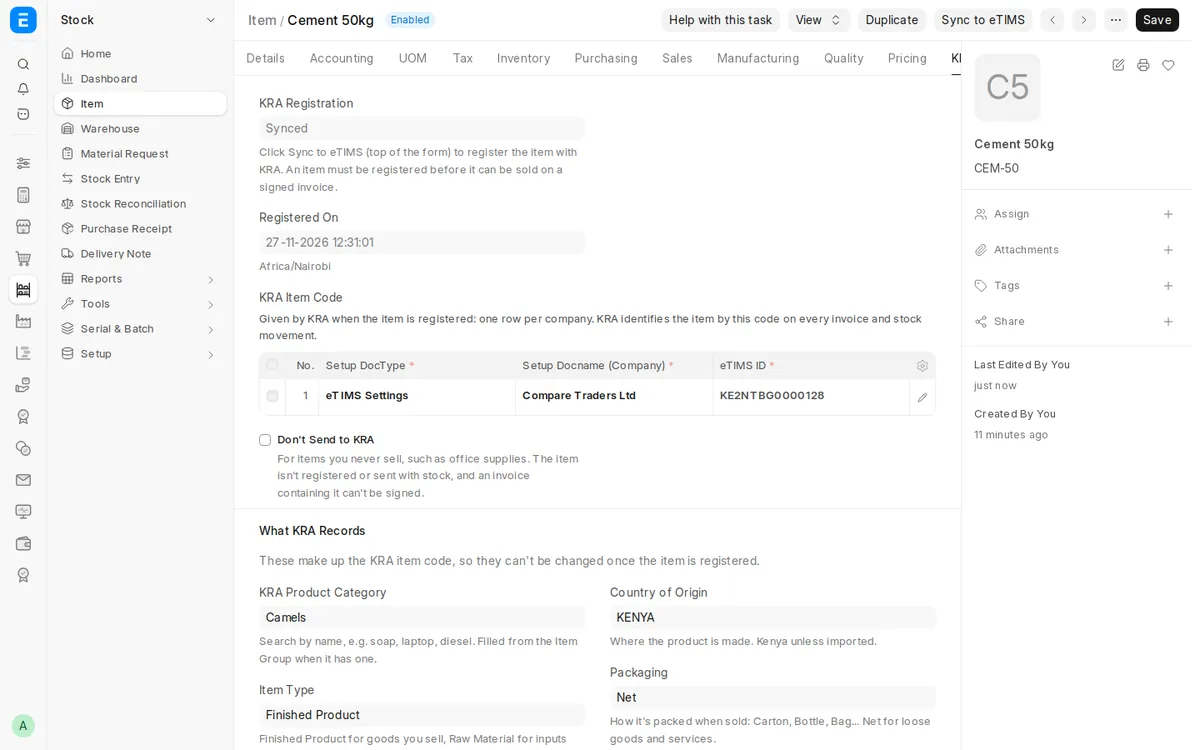 Stock
Item / Cement 50kg
Enabled
Help with this task
View
Duplicate
Sync to eTIMS
Save
Home
Dashboard
Item
Warehouse
Material Request
Stock Entry
Stock Reconciliation
Purchase Receipt
Delivery Note
Reports
Tools
Serial & Batch
Setup
A
Details
Accounting
UOM
Tax
Inventory
Purchasing
Sales
Manufacturing
Quality
Pricing
KRA Registration
Synced
Click Sync to eTIMS (top of the form) to register the item with
KRA. An item must be registered before it can be sold on a
signed invoice.
Registered On
27-11-2026 12:31:01
Africa/Nairobi
KRA Item Code
Given by KRA when the item is registered: one row per company. KRA identifies the item by this code on every invoice and stock
movement.
No.
Setup DocType *
Setup Docname (Company) *
eTIMS ID *
1
eTIMS Settings
Compare Traders Ltd
KE2NTBG0000128
Don't Send to KRA
For items you never sell, such as office supplies. The item
isn't registered or sent with stock, and an invoice
containing it can't be signed.
What KRA Records
These make up the KRA item code, so they can't be changed once the item is registered.
KRA Product Category
Camels
Search by name, e.g. soap, laptop, diesel. Filled from the Item
Group when it has one.
Item Type
Finished Product
Finished Product for goods you sell, Raw Material for inputs
Country of Origin
KENYA
Where the product is made. Kenya unless imported.
Packaging
Net
How it's packed when sold: Carton, Bottle, Bag... Net for loose
goods and services.
C5
Cement 50kg
CEM-50
Assign
Attachments
Tags
Share
Last Edited By You
just now
Created By You
11 minutes ago